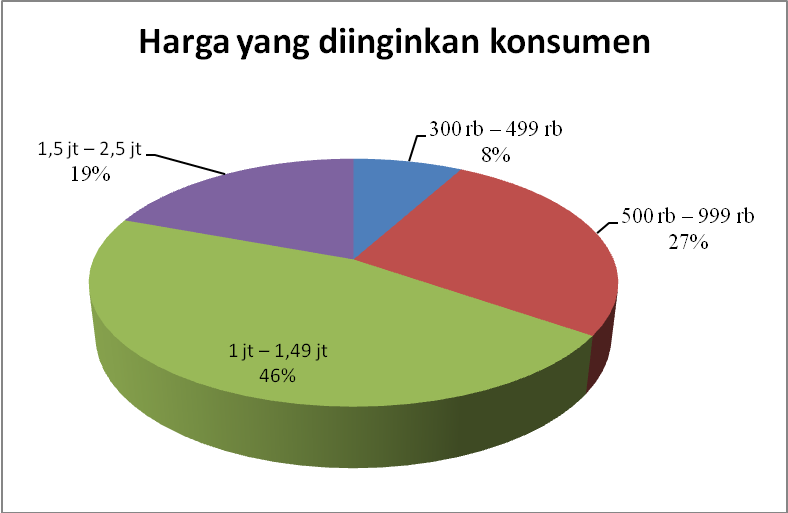 Harga yang diinginkan konsumen
300 rb – 499 rb
8%
500 rb – 999 rb
27%
1 jt – 1,49 jt
46%
1,5 jt – 2,5 jt
19%